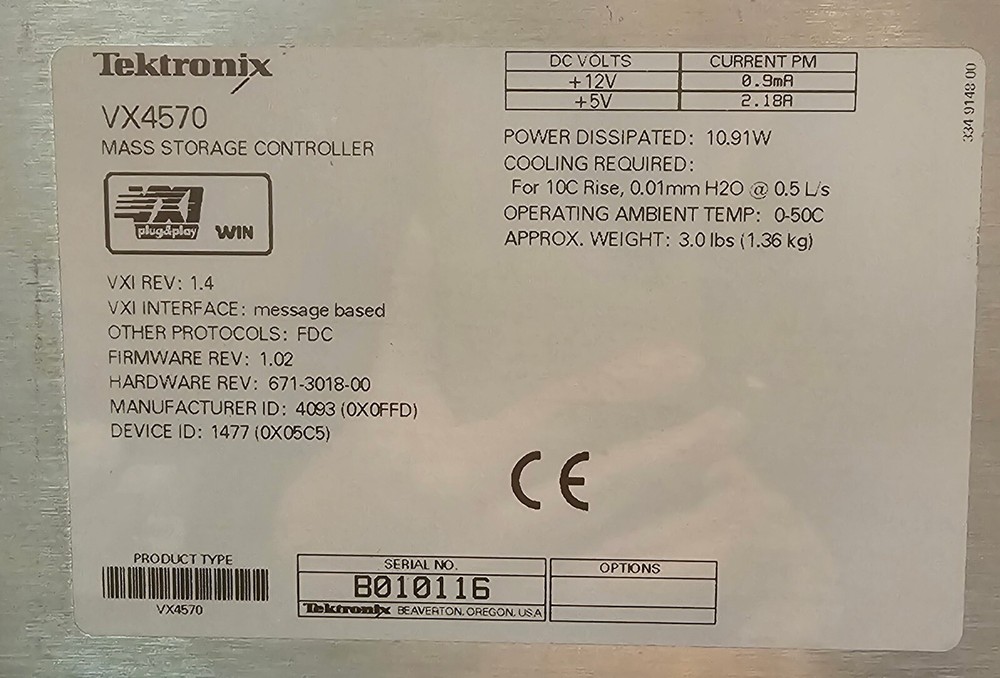 Tektronix
VX4570
MASS STORAGE CONTROLLER
VXI
plug&play
WIN
VXI REV: 1.4
VXI INTERFACE: message based
OTHER PROTOCOLS: FDC
FIRMWARE REV: 1.02
HARDWARE REV: 671-3018-00
MANUFACTURER ID: 4093 (0X0FFD)
DEVICE ID: 1477 (0X05C5)
DC VOLTS CURRENT PM
+12V 0.9mA
+5V 2.18A
POWER DISSIPATED: 10.91W
COOLING REQUIRED:
For 10C Rise, 0.01mm H2O @ 0.5 L/s
OPERATING AMBIENT TEMP: 0-50C
APPROX. WEIGHT: 3.0 lbs (1.36 kg)
334-9148-00
CE
PRODUCT TYPE
VX4570
SERIAL NO.
B010116
Tektronix BEAVERTON, OREGON, USA
OPTIONS